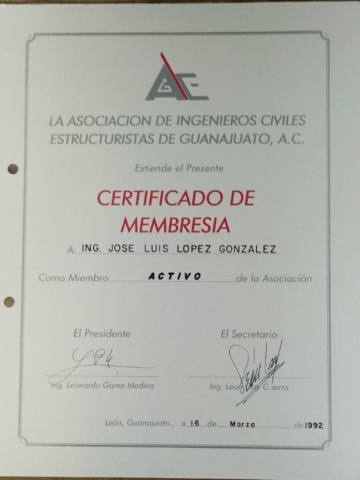 LA ASOCIACION DE INGENIEROS CIVILES
ESTRUCTURISTAS DE GUANAJUATO, A.C.
Extiende el Presente
CERTIFICADO DE
MEMBRESIA
A: ING. JOSE LUIS LOPEZ GONZALEZ
Como Miembro ACTIVO de la Asociación
El Presidente El Secretario
Ing. Leonardo Gama Medina Ing. Guerra
León, Guanajuato., a 16 de Marzo de 1992